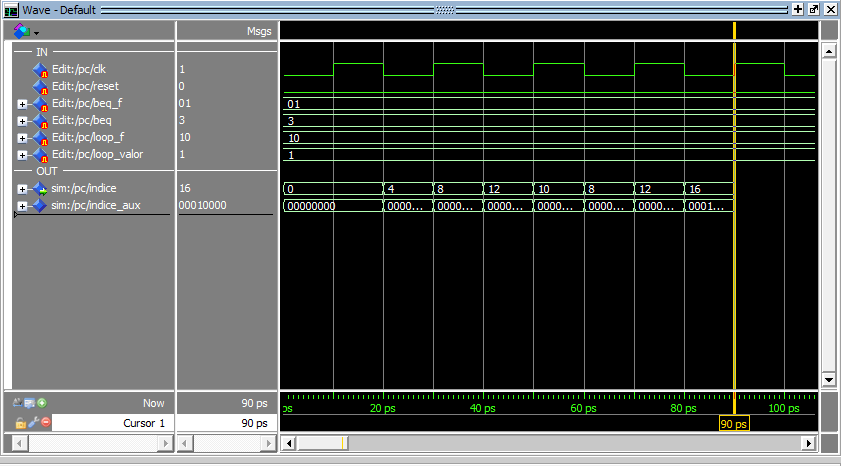 Wave - Default
Msgs
IN
Edit:/pc/clk 1
Edit:/pc/reset 0
Edit:/pc/beq_f 01 01
Edit:/pc/beq 3 3
Edit:/pc/loop_f 10 10
Edit:/pc/loop_valor 1 1
OUT
sim:/pc/indice 16 0 4 8 12 10 8 12 16
sim:/pc/indice_aux 00010000 00000000 0000... 0000... 0000... 0000... 0000... 0000... 0001...
Now 90 ps ps 20 ps 40 ps 60 ps 80 ps 100 ps
Cursor 1 90 ps 90 ps